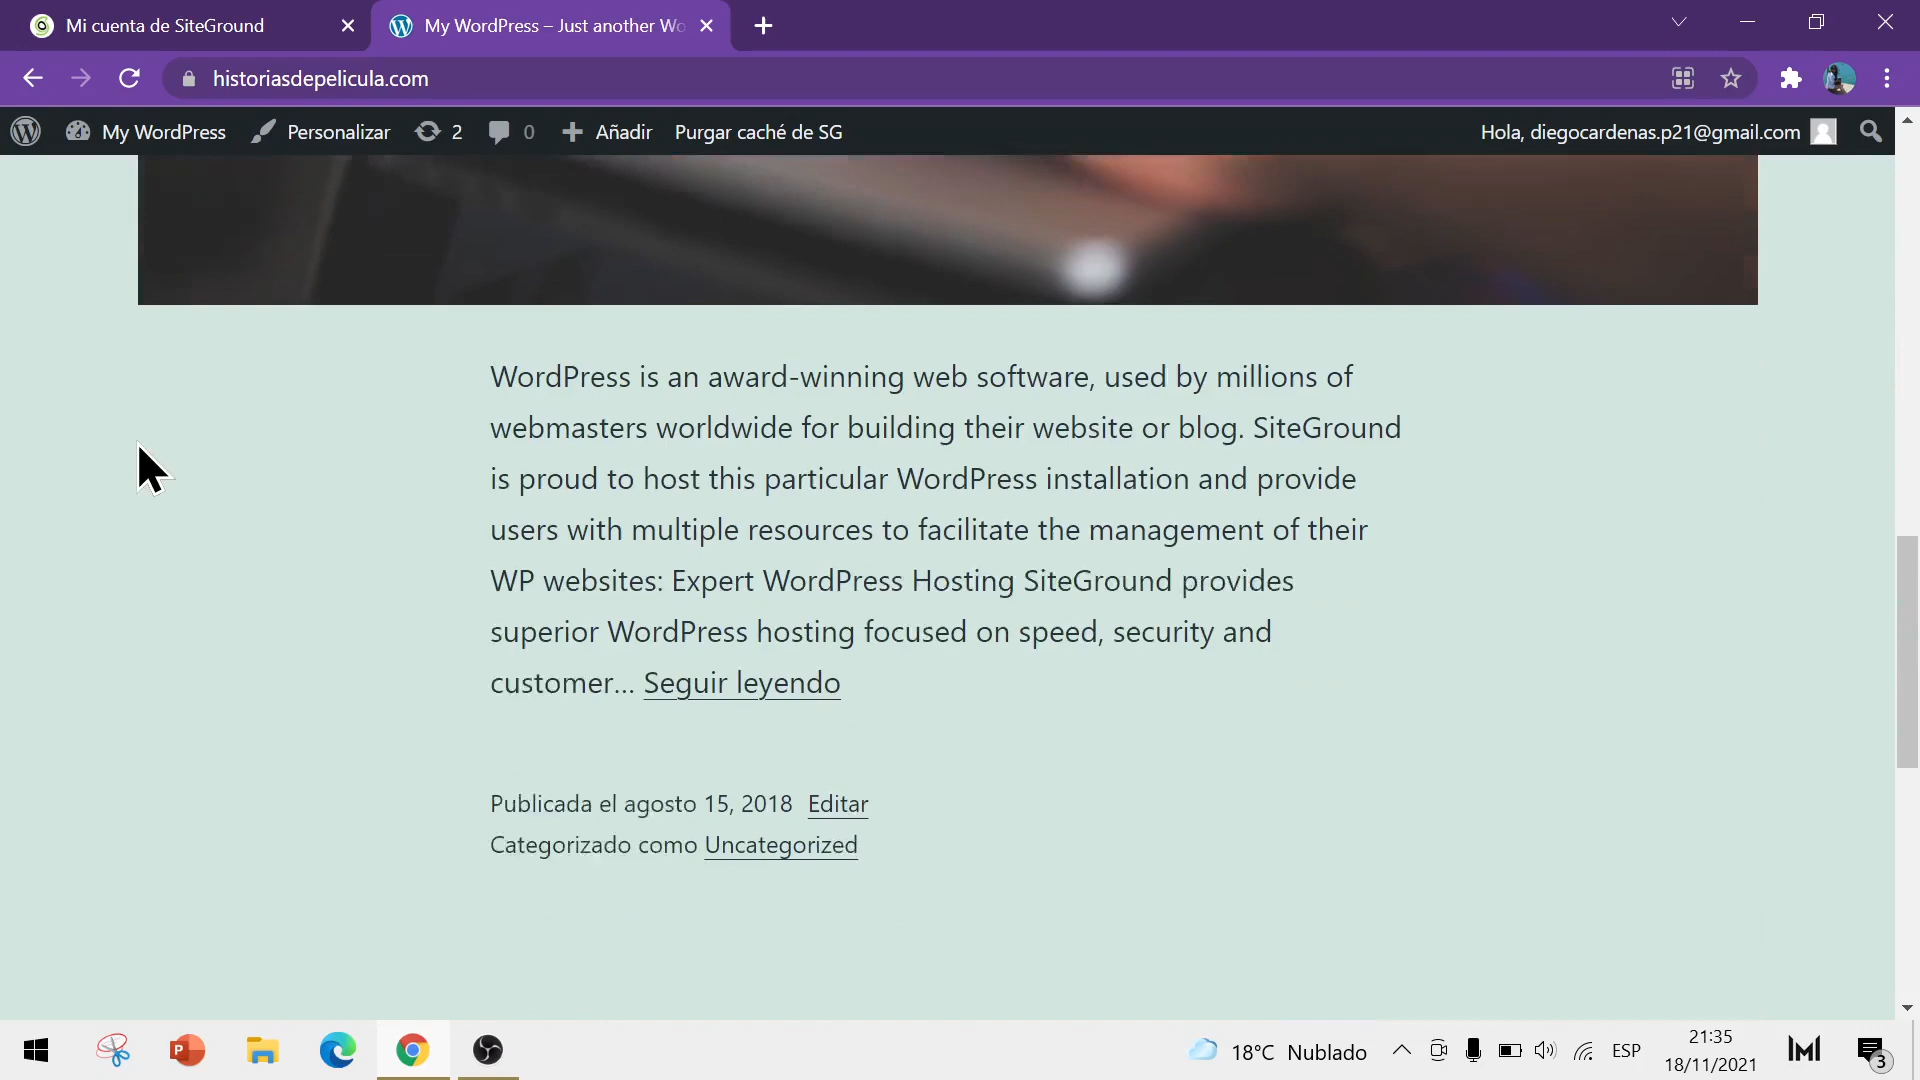 Mi cuenta de SiteGround
My WordPress – Just another Wo
historiasdepelicula.com
My WordPress Personalizar 2 0 Añadir Purgar caché de SG Hola, diegocardenas.p21@gmail.com
WordPress is an award-winning web software, used by millions of
webmasters worldwide for building their website or blog. SiteGround
is proud to host this particular WordPress installation and provide
users with multiple resources to facilitate the management of their
WP websites: Expert WordPress Hosting SiteGround provides
superior WordPress hosting focused on speed, security and
customer… Seguir leyendo
Publicada el agosto 15, 2018 Editar
Categorizado como Uncategorized
18°C Nublado ESP
21:35
18/11/2021
3